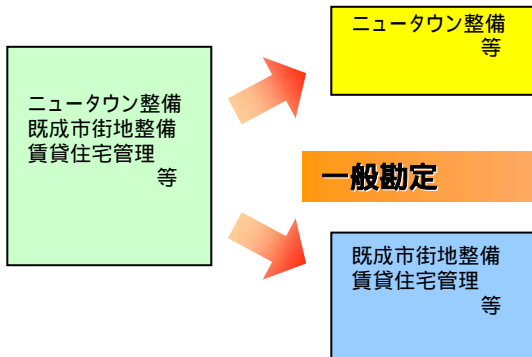 ニュータウン整備
既成市街地整備
賃貸住宅管理
等
ニュータウン整備
等
一般勘定
既成市街地整備
賃貸住宅管理
等